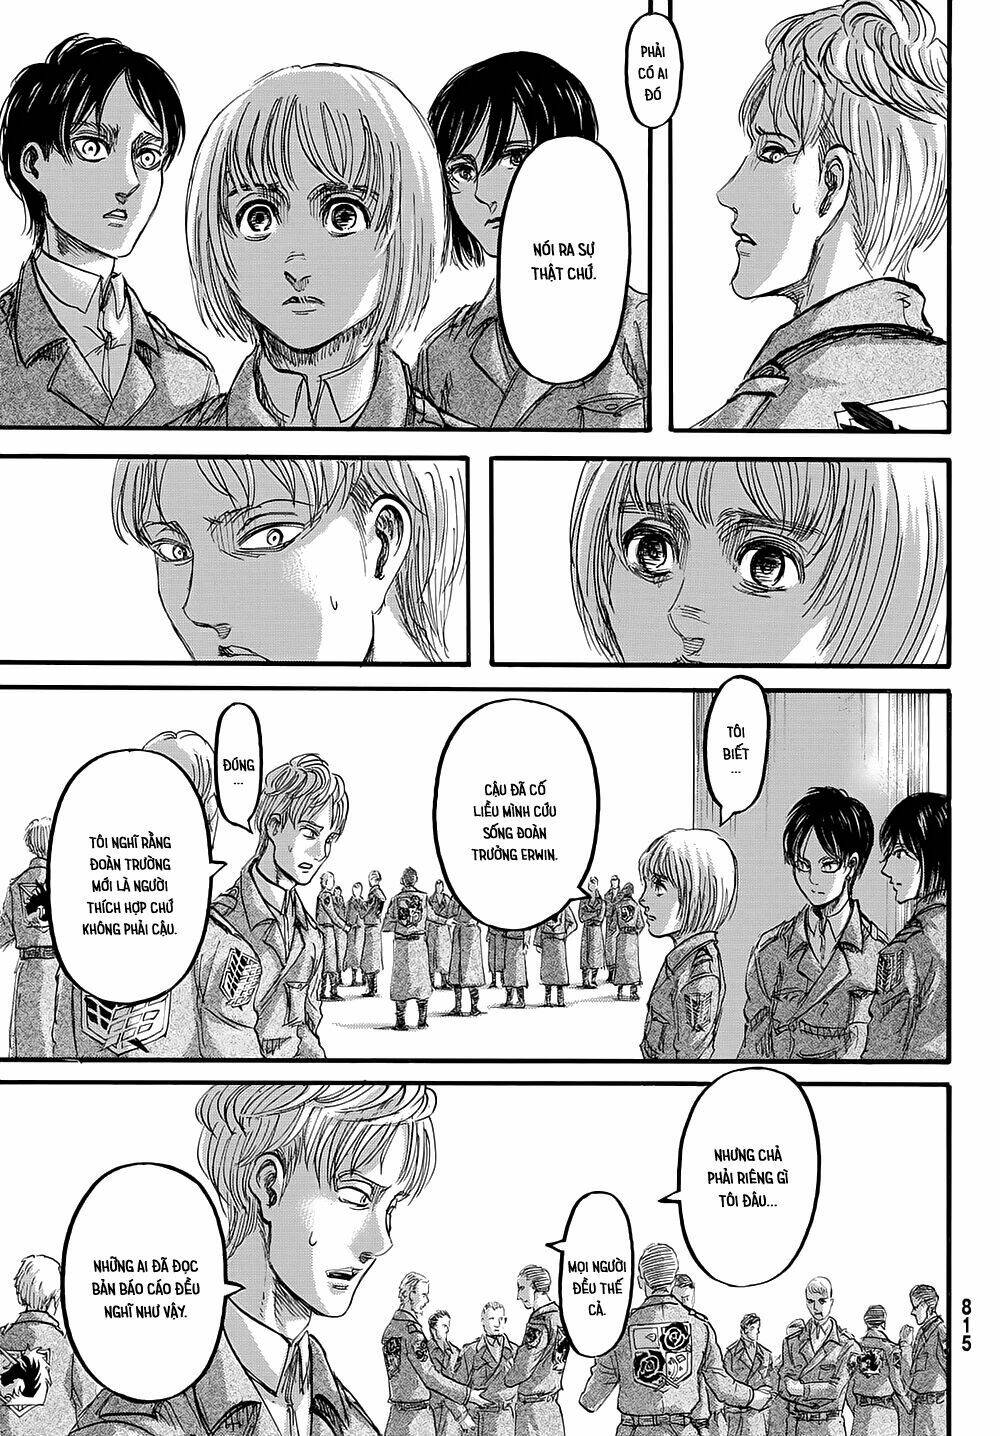 PHẢI
CÓ AI
ĐÓ
NÓI RA SỰ
THẬT CHỨ.
TÔI
BIẾT
...
CẬU ĐÃ CỐ
LIỀU MÌNH CỨU
SỐNG ĐOÀN
TRƯỞNG ERWIN.
ĐÚNG
...
TÔI NGHĨ RẰNG
ĐOÀN TRƯỞNG
MỚI LÀ NGƯỜI
THÍCH HỢP CHỨ
KHÔNG PHẢI CẬU.
NHƯNG CHẢ
PHẢI RIÊNG GÌ
TÔI ĐÂU...
MỌI NGƯỜI
ĐỀU THẾ
CẢ.
NHỮNG AI ĐÃ ĐỌC
BẢN BÁO CÁO ĐỀU
NGHĨ NHƯ VẬY.
815